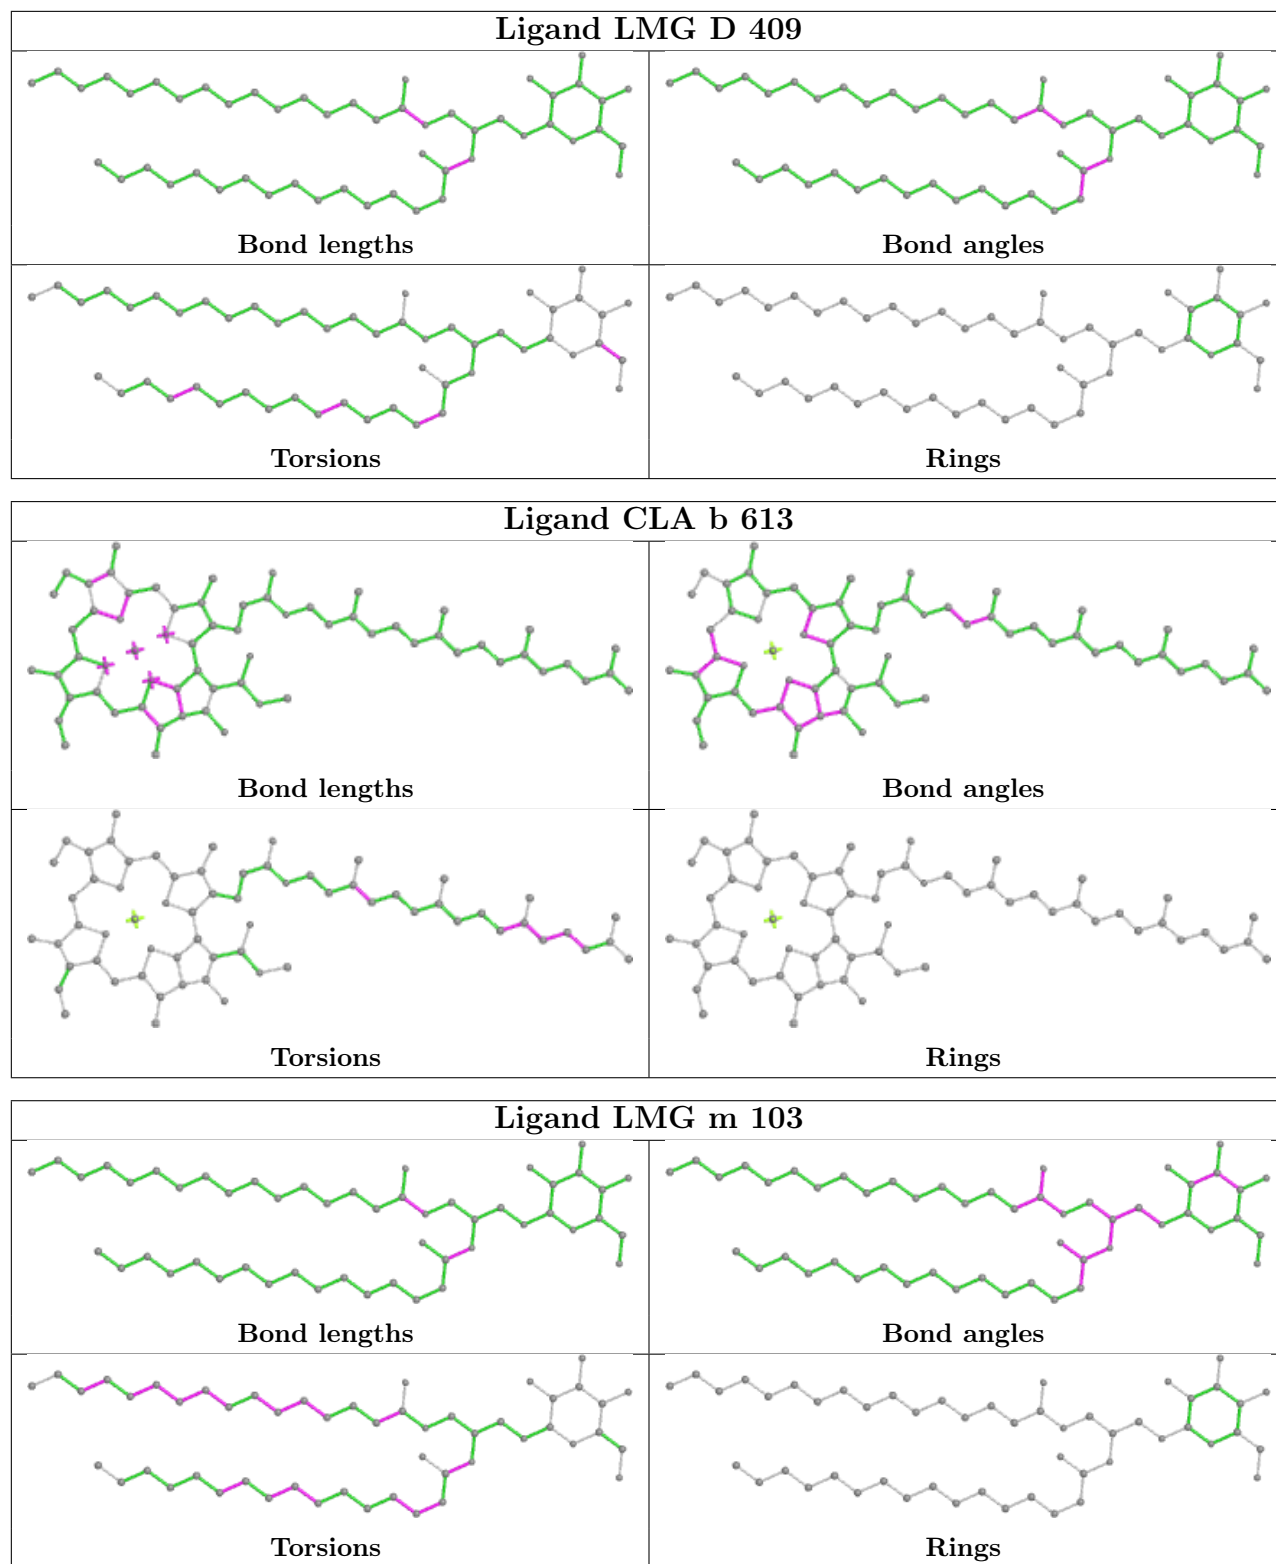 Ligand LMG D 409
Bond lengths
Bond angles
Torsions
Rings
Ligand CLA b 613
Bond lengths
Bond angles
Torsions
Rings
Ligand LMG m 103
Bond lengths
Bond angles
Torsions
Rings